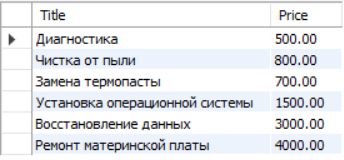 Title Price
Диагностика 500.00
Чистка от пыли 800.00
Замена термопасты 700.00
Установка операционной системы 1500.00
Восстановление данных 3000.00
Ремонт материнской платы 4000.00